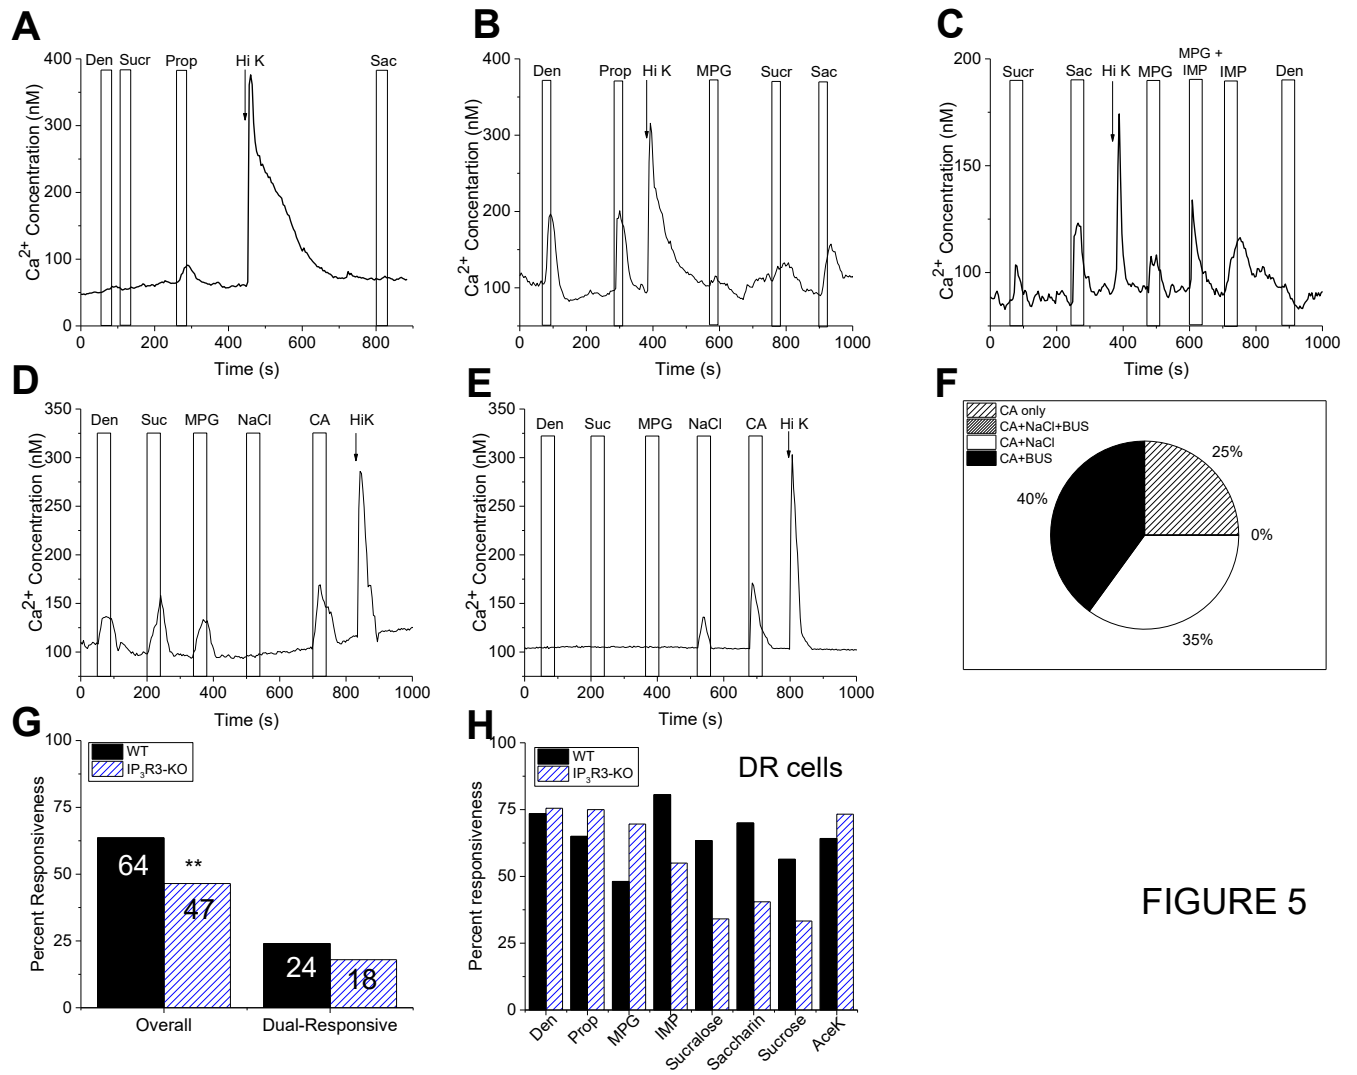 A
Den Sucr Prop Hi K Sac
400
300
200
100
0
Ca2+ Concentration (nM)
0 200 400 600 800
Time (s)
B
Den Prop Hi K MPG Sucr Sac
400
300
200
100
Ca2+ Concentartion (nM)
0 200 400 600 800 1000
Time (s)
C
MPG +
Sucr Sac Hi K MPG IMP IMP Den
200
150
100
Ca2+ Concentration (nM)
0 200 400 600 800 1000
Time (s)
D
Den Suc MPG NaCl CA HiK
350
300
250
200
150
100
Ca2+ Concentration (nM)
0 200 400 600 800 1000
Time (s)
E
Den Suc MPG NaCl CA Hi K
350
300
250
200
150
100
Ca2+ Concentration (nM)
0 200 400 600 800 1000
Time (s)
F
CA only
CA+NaCl+BUS
CA+NaCl
CA+BUS
25%
40%
0%
35%
G
WT
IP3R3-KO
100
75
50
25
0
Percent Responsiveness
64
**
47
24
18
Overall Dual-Responsive
H
WT
IP3R3-KO
DR cells
100
75
50
25
0
Percent responsiveness
Den Prop MPG IMP Sucralose Saccharin Sucrose AceK
FIGURE 5